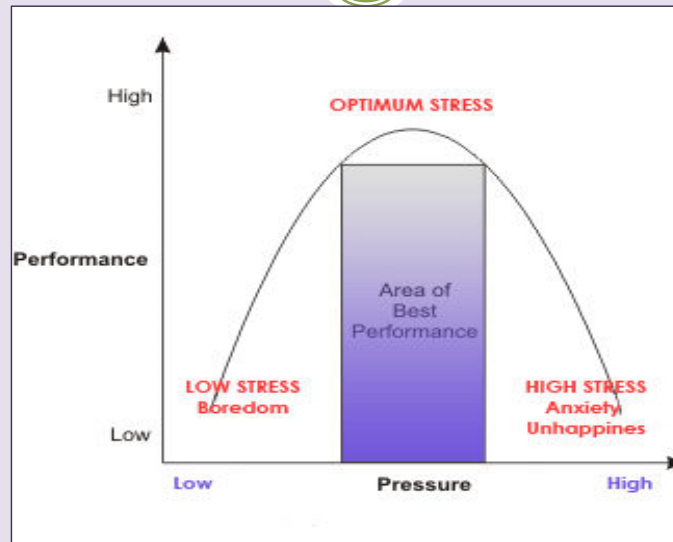 High
OPTIMUM STRESS
Performance
Area of
Best
Performance
LOW STRESS
Boredom
HIGH STRESS
Anxiety
Unhappines
Low
Low
Pressure
High